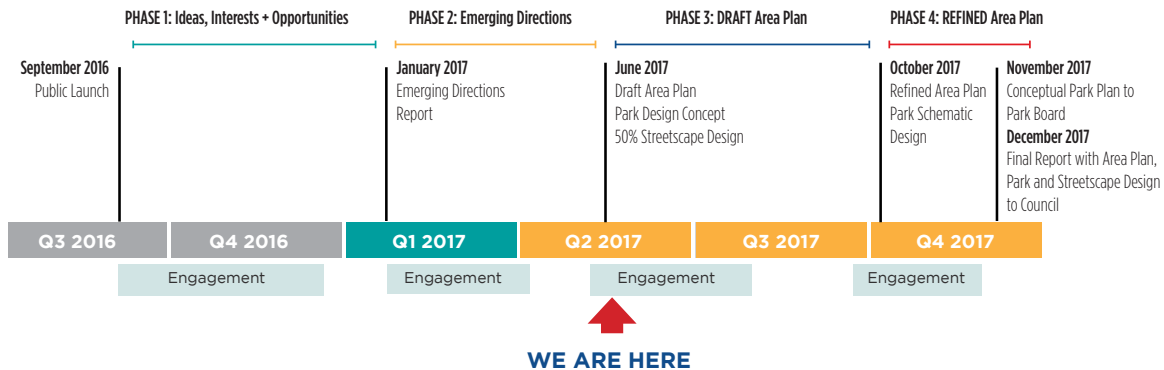 PHASE 1: Ideas, Interests + Opportunities
PHASE 2: Emerging Directions
PHASE 3: DRAFT Area Plan
PHASE 4: REFINED Area Plan
September 2016
Public Launch
January 2017
Emerging Directions
Report
June 2017
Draft Area Plan
Park Design Concept
50% Streetscape Design
October 2017
Refined Area Plan
Park Schematic
Design
November 2017
Conceptual Park Plan to
Park Board
December 2017
Final Report with Area Plan,
Park and Streetscape Design
to Council
Q3 2016
Q4 2016
Q1 2017
Q2 2017
Q3 2017
Q4 2017
Engagement
Engagement
Engagement
Engagement
WE ARE HERE